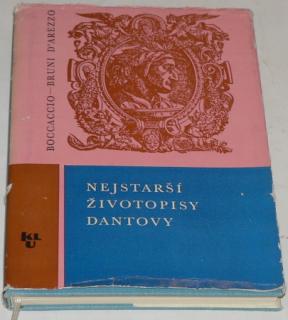 BOCCACCIO—BRUNI D'AREZZO
NEJSTARŠÍ
ŽIVOTOPISY
DANTOVY
KL
U